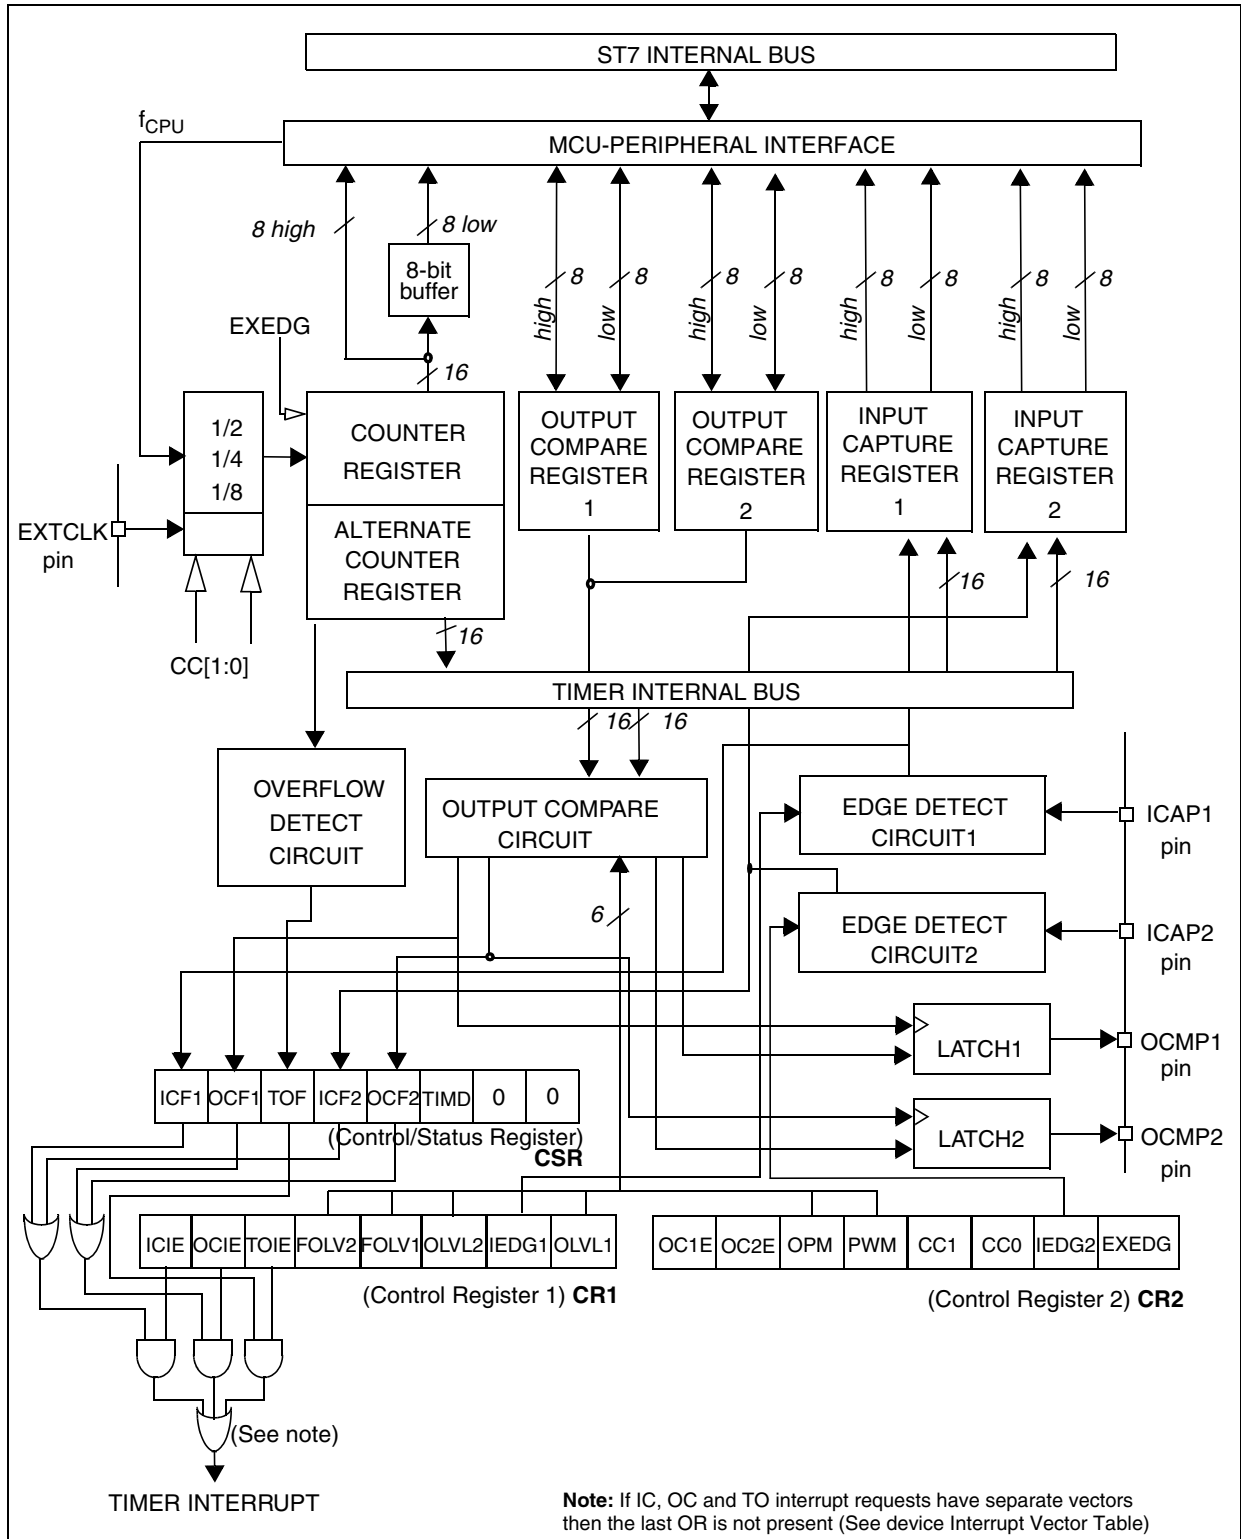 ST7 INTERNAL BUS
fCPU
MCU-PERIPHERAL INTERFACE
8 high
8 low
8-bit
buffer
high
8
low
8
high
8
low
8
high
8
low
8
high
8
low
8
EXEDG
16
1/2
1/4
1/8
COUNTER
REGISTER
OUTPUT
COMPARE
REGISTER
1
OUTPUT
COMPARE
REGISTER
2
INPUT
CAPTURE
REGISTER
1
INPUT
CAPTURE
REGISTER
2
EXTCLK
pin
ALTERNATE
COUNTER
REGISTER
16
16
16
CC[1:0]
TIMER INTERNAL BUS
16
16
OVERFLOW
DETECT
CIRCUIT
OUTPUT COMPARE
CIRCUIT
EDGE DETECT
CIRCUIT1
ICAP1
pin
6
EDGE DETECT
CIRCUIT2
ICAP2
pin
LATCH1
OCMP1
pin
ICF1 OCF1 TOF ICF2 OCF2 TIMD 0 0
(Control/Status Register)
CSR
LATCH2
OCMP2
pin
ICIE OCIE TOIE FOLV2 FOLV1 OLVL2 IEDG1 OLVL1
(Control Register 1) CR1
OC1E OC2E OPM PWM CC1 CC0 IEDG2 EXEDG
(Control Register 2) CR2
(See note)
TIMER INTERRUPT
Note: If IC, OC and TO interrupt requests have separate vectors
then the last OR is not present (See device Interrupt Vector Table)